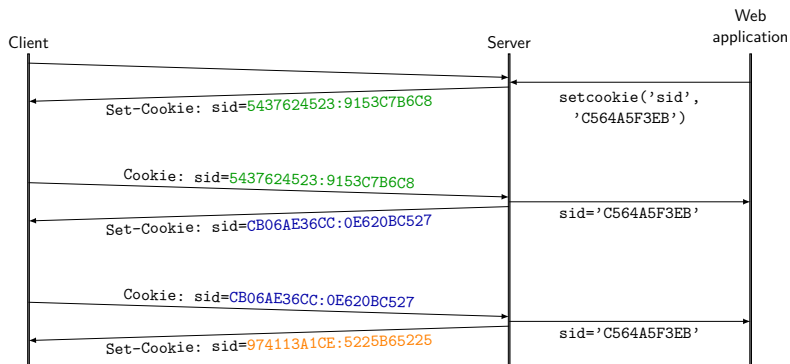 Client
Server
Web
application
setcookie('sid',
'C564A5F3EB')
Set-Cookie: sid=5437624523:9153C7B6C8
Cookie: sid=5437624523:9153C7B6C8
sid='C564A5F3EB'
Set-Cookie: sid=CB06AE36CC:0E620BC527
Cookie: sid=CB06AE36CC:0E620BC527
sid='C564A5F3EB'
Set-Cookie: sid=974113A1CE:5225B65225